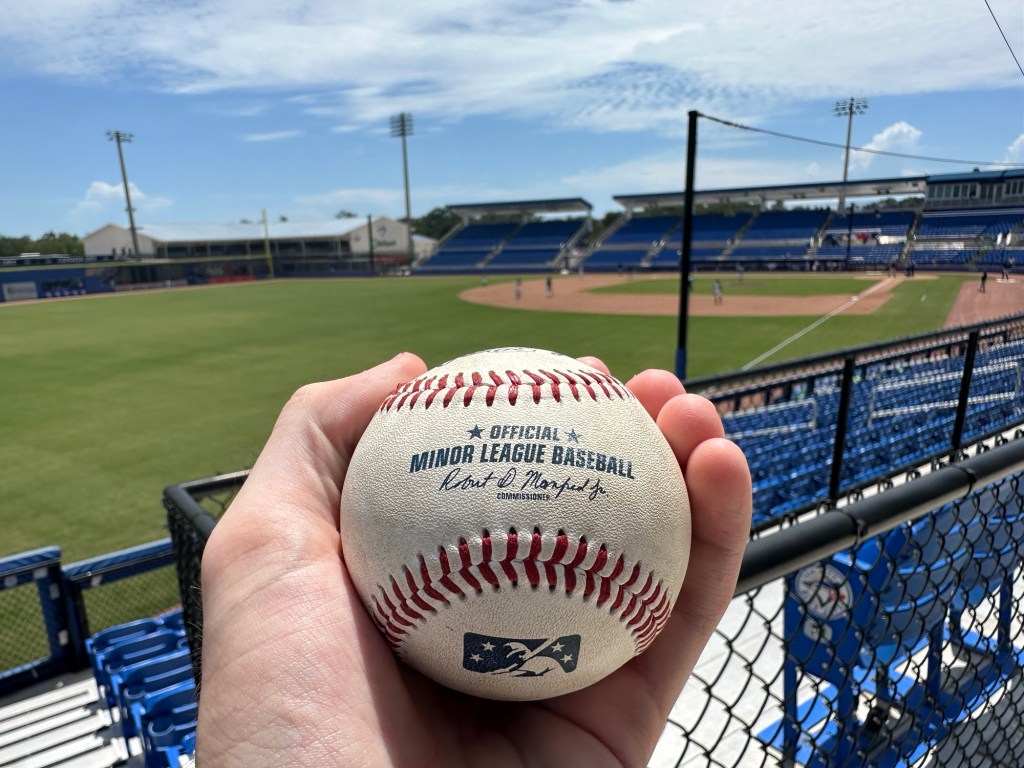 OFFICIAL
MINOR LEAGUE BASEBALL
Robert D. Manfred Jr.
COMMISSIONER